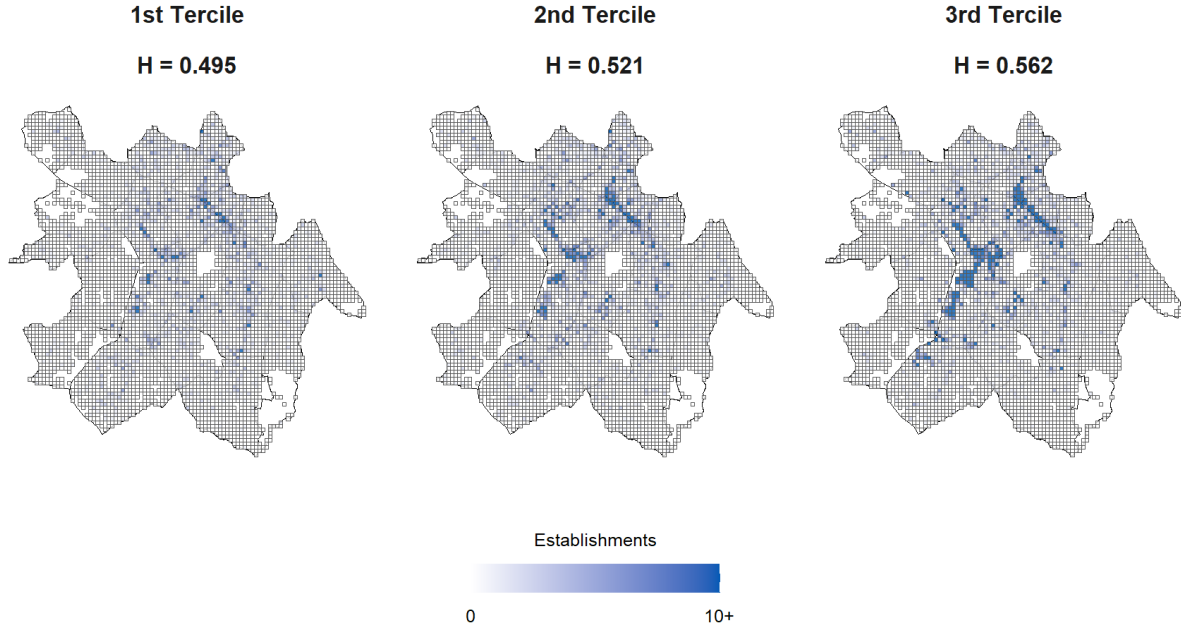 1st Tercile 2nd Tercile 3rd Tercile
H = 0.495 H = 0.521 H = 0.562
Establishments
0 10+